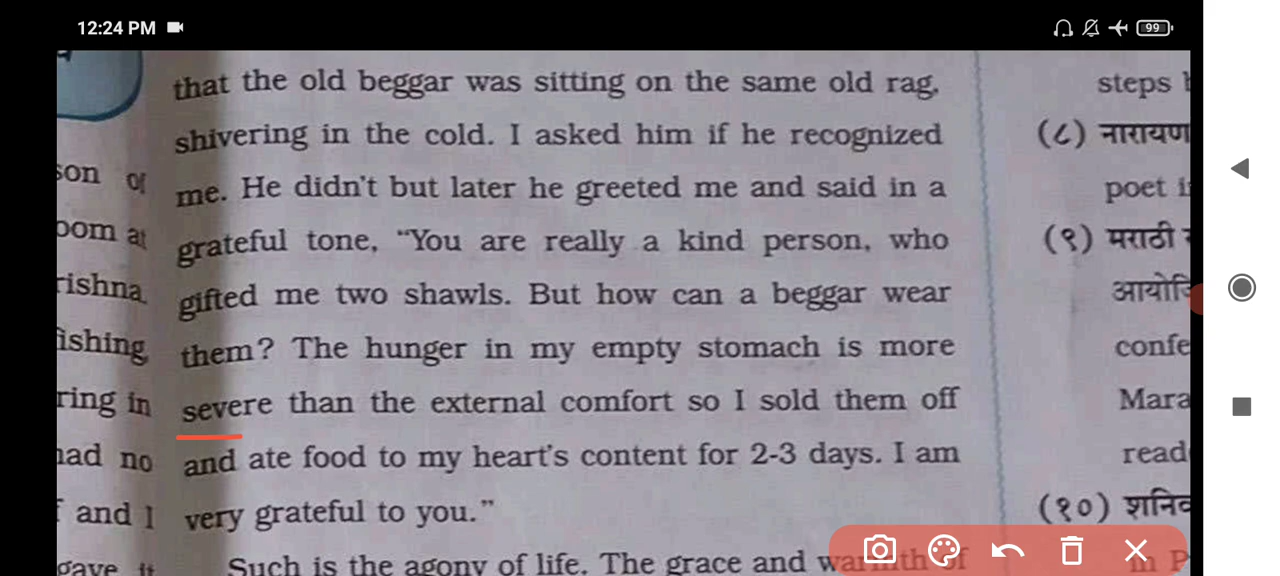 12:24 PM
99
that the old beggar was sitting on the same old rag,
shivering in the cold. I asked him if he recognized
me. He didn't but later he greeted me and said in a
grateful tone, "You are really a kind person, who
gifted me two shawls. But how can a beggar wear
them? The hunger in my empty stomach is more
severe than the external comfort so I sold them off
and ate food to my heart's content for 2-3 days. I am
very grateful to you."
Such is the agony of life. The grace and warmth of
son of
oom at
rishna
ishing
ring in
had no
and I
gave it
steps
(८) नारायण
poet
(९) मराठी
confe
Mara
read
(१०)
in P